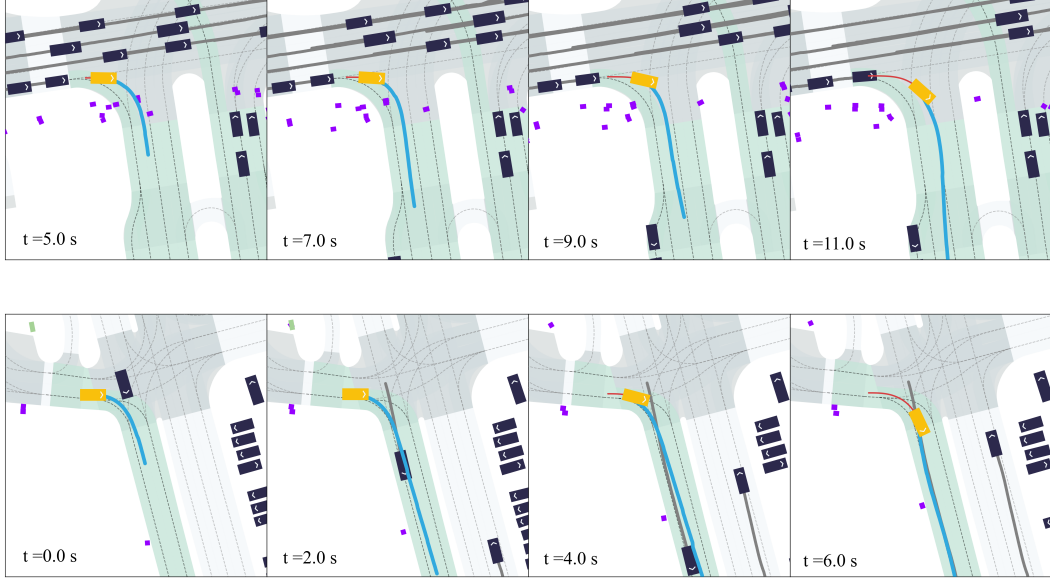 t =5.0 s
t =7.0 s
t =9.0 s
t =11.0 s
t =0.0 s
t =2.0 s
t =4.0 s
t =6.0 s